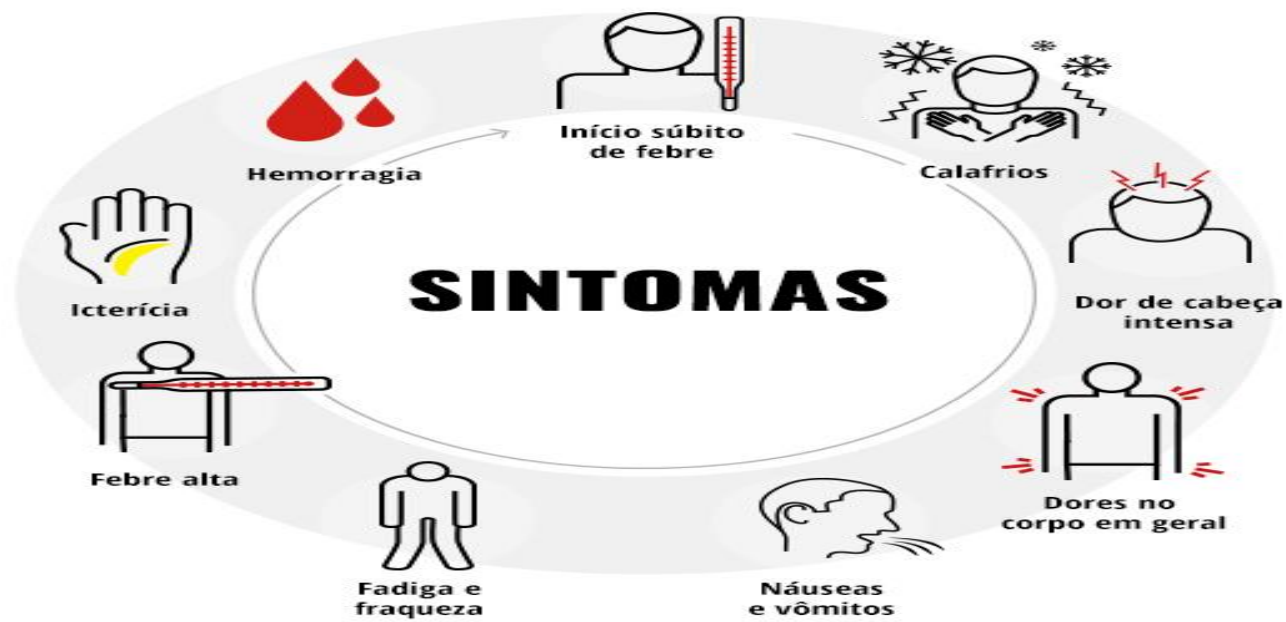 Início súbito
de febre
Calafrios
Dor de cabeça
intensa
Dores no
corpo em geral
Náuseas
e vômitos
Fadiga e
fraqueza
Febre alta
Icterícia
Hemorragia
SINTOMAS